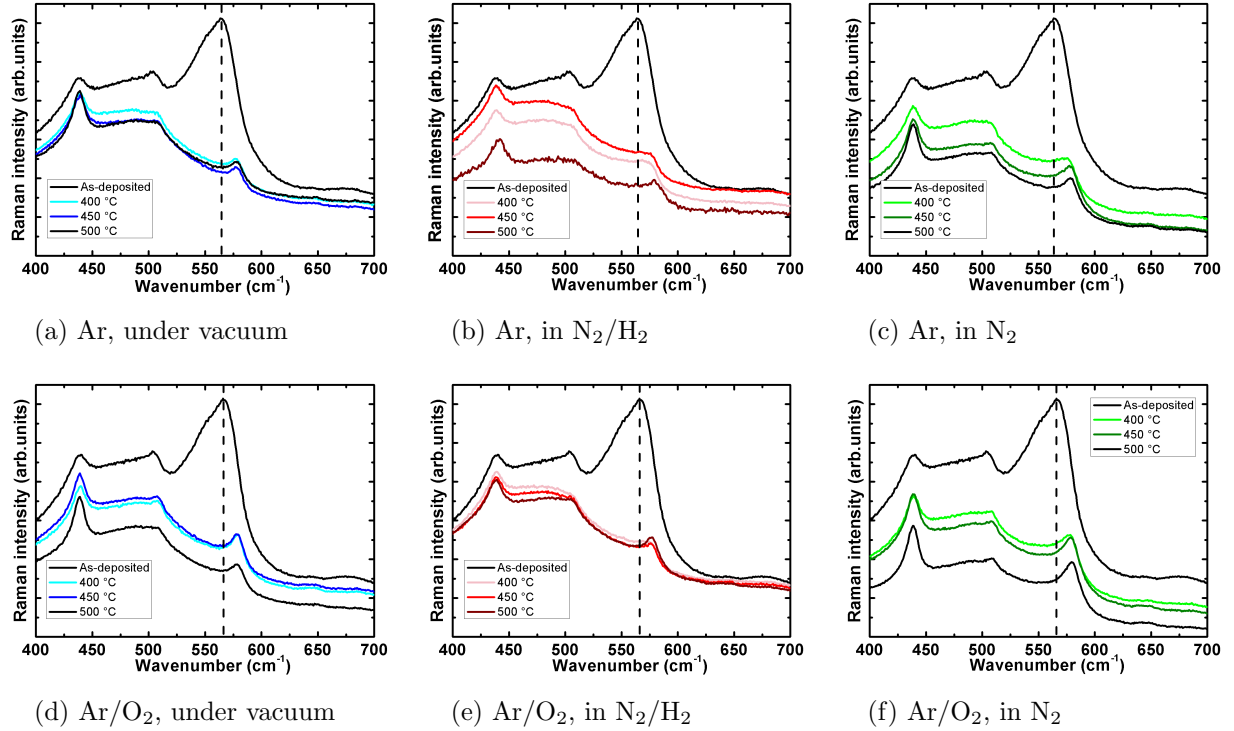 Raman intensity (arb.units)
As-deposited
400 °C
450 °C
500 °C
400 450 500 550 600 650 700
Wavenumber (cm⁻¹)
(a) Ar, under vacuum
Raman intensity (arb.units)
As-deposited
400 °C
450 °C
500 °C
400 450 500 550 600 650 700
Wavenumber (cm⁻¹)
(b) Ar, in N₂/H₂
Raman intensity (arb.units)
As-deposited
400 °C
450 °C
500 °C
400 450 500 550 600 650 700
Wavenumber (cm⁻¹)
(c) Ar, in N₂
Raman intensity (arb.units)
As-deposited
400 °C
450 °C
500 °C
400 450 500 550 600 650 700
Wavenumber (cm⁻¹)
(d) Ar/O₂, under vacuum
Raman intensity (arb.units)
As-deposited
400 °C
450 °C
500 °C
400 450 500 550 600 650 700
Wavenumber (cm⁻¹)
(e) Ar/O₂, in N₂/H₂
Raman intensity (arb.units)
As-deposited
400 °C
450 °C
500 °C
400 450 500 550 600 650 700
Wavenumber (cm⁻¹)
(f) Ar/O₂, in N₂